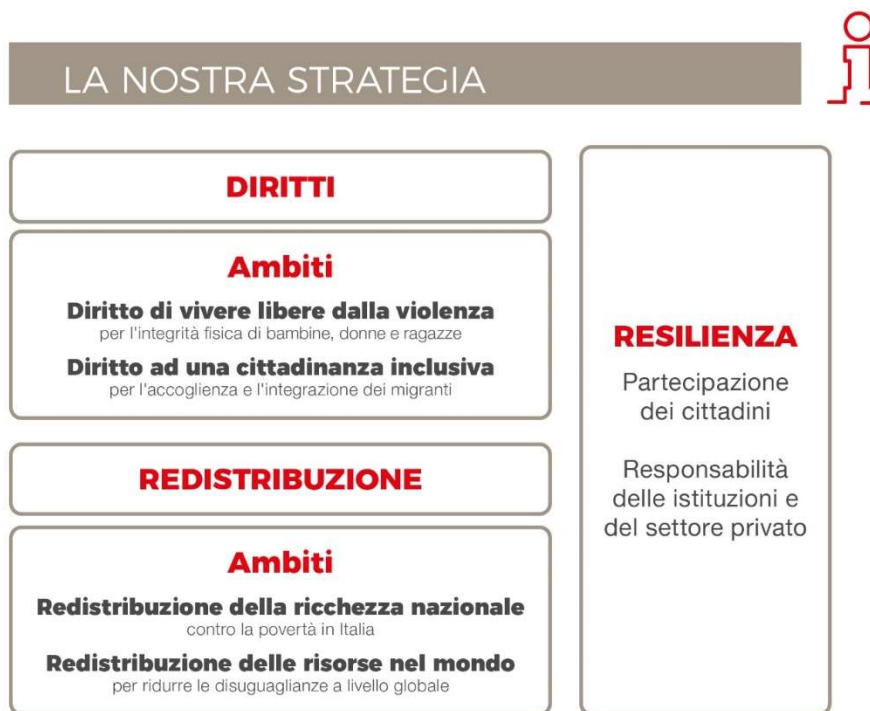 LA NOSTRA STRATEGIA
DIRITTI
Ambiti
Diritto di vivere libere dalla violenza
per l'integrità fisica di bambine, donne e ragazze
Diritto ad una cittadinanza inclusiva
per l'accoglienza e l'integrazione dei migranti
REDISTRIBUZIONE
Ambiti
Redistribuzione della ricchezza nazionale
contro la povertà in Italia
Redistribuzione delle risorse nel mondo
per ridurre le disuguaglianze a livello globale
RESILIENZA
Partecipazione
dei cittadini
Responsabilità
delle istituzioni e
del settore privato